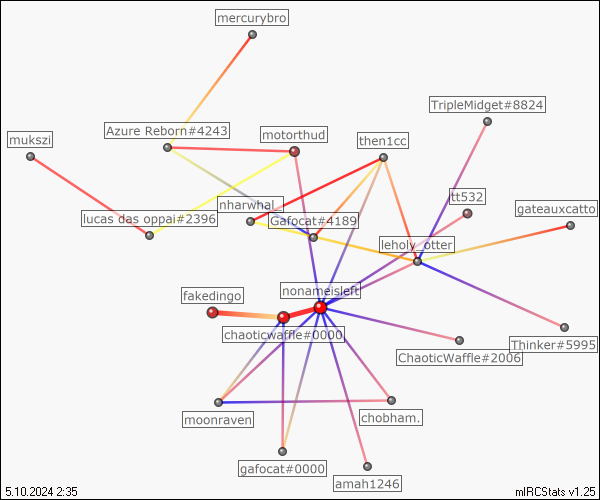 mercurybro
TripleMidget#8824
Azure Reborn#4243
motorthud
then1cc
mukszi
tt532
nharwhal_
gateauxcatto
lucas das oppai#2396
Gafocat#4189
leholy_otter
nonameisleft
fakedingo
chaoticwaffle#0000
Thinker#5995
ChaoticWaffle#2006
moonraven
chobham.
gafocat#0000
amah1246
5.10.2024 2:35
mIRCStats v1.25